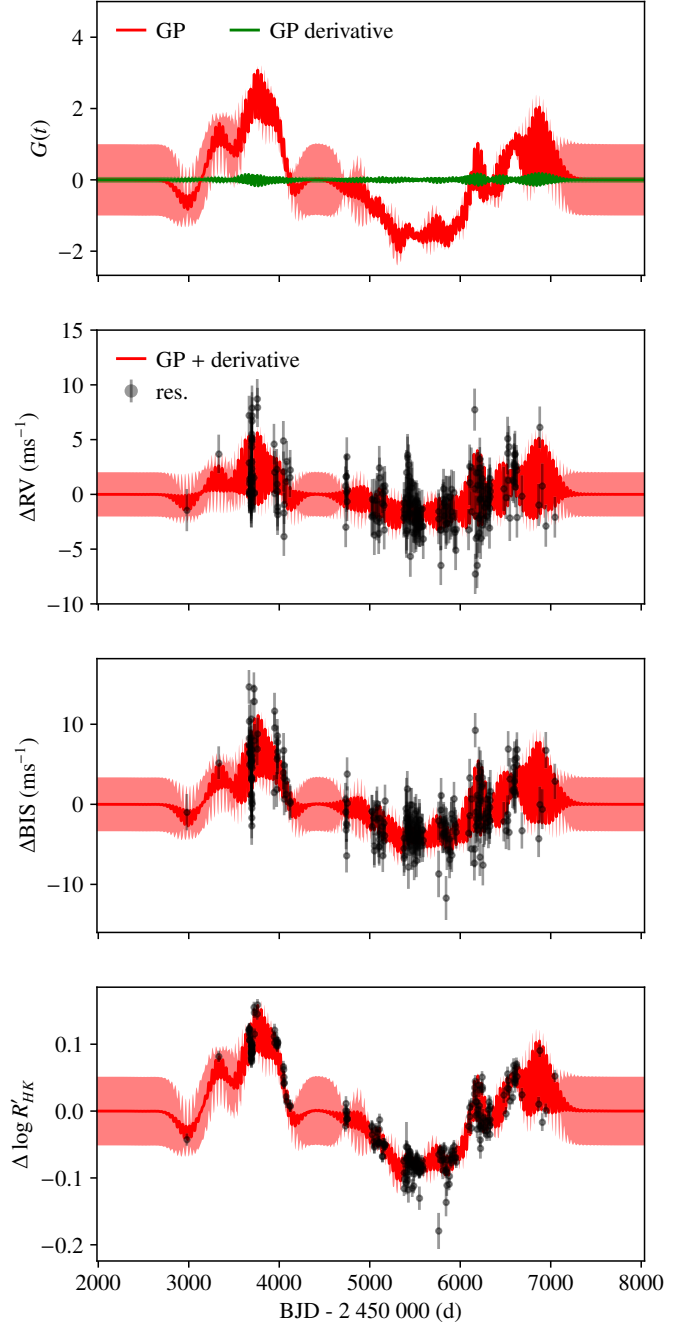 GP GP derivative
4
2
0
−2
G(t)
GP + derivative
res.
15
10
5
0
−5
−10
ΔRV (ms⁻¹)
10
0
−10
ΔBIS (ms⁻¹)
0.1
0.0
−0.1
−0.2
Δ log R′HK
2000 3000 4000 5000 6000 7000 8000
BJD - 2 450 000 (d)